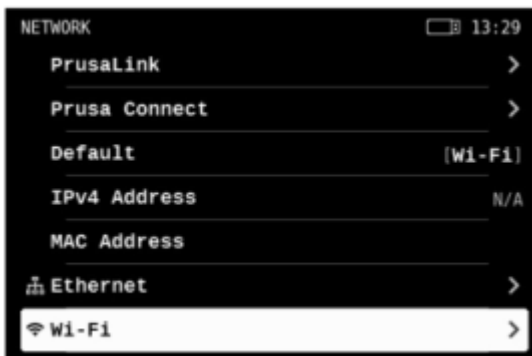 NETWORK 13:29
PrusaLink >
Prusa Connect >
Default [Wi-Fi]
IPv4 Address N/A
MAC Address
Ethernet >
Wi-Fi >